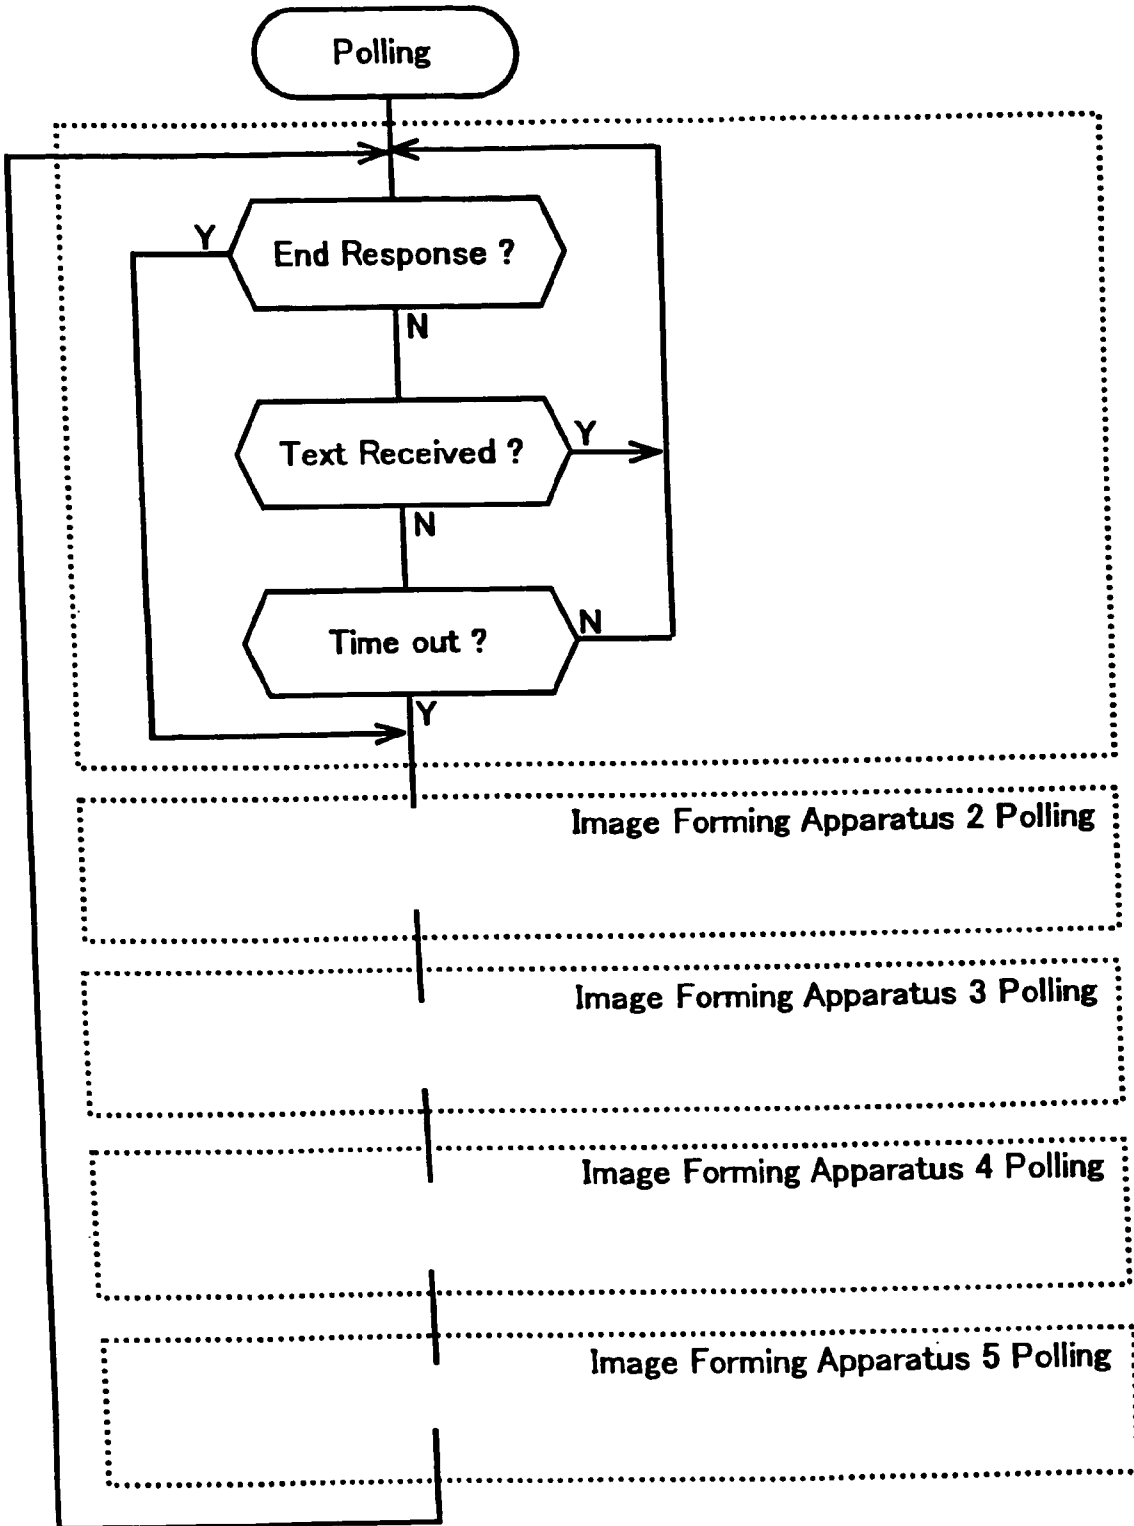 Polling
Y
End Response ?
N
Text Received ?
Y
N
Time out ?
N
Y
Image Forming Apparatus 2 Polling
Image Forming Apparatus 3 Polling
Image Forming Apparatus 4 Polling
Image Forming Apparatus 5 Polling